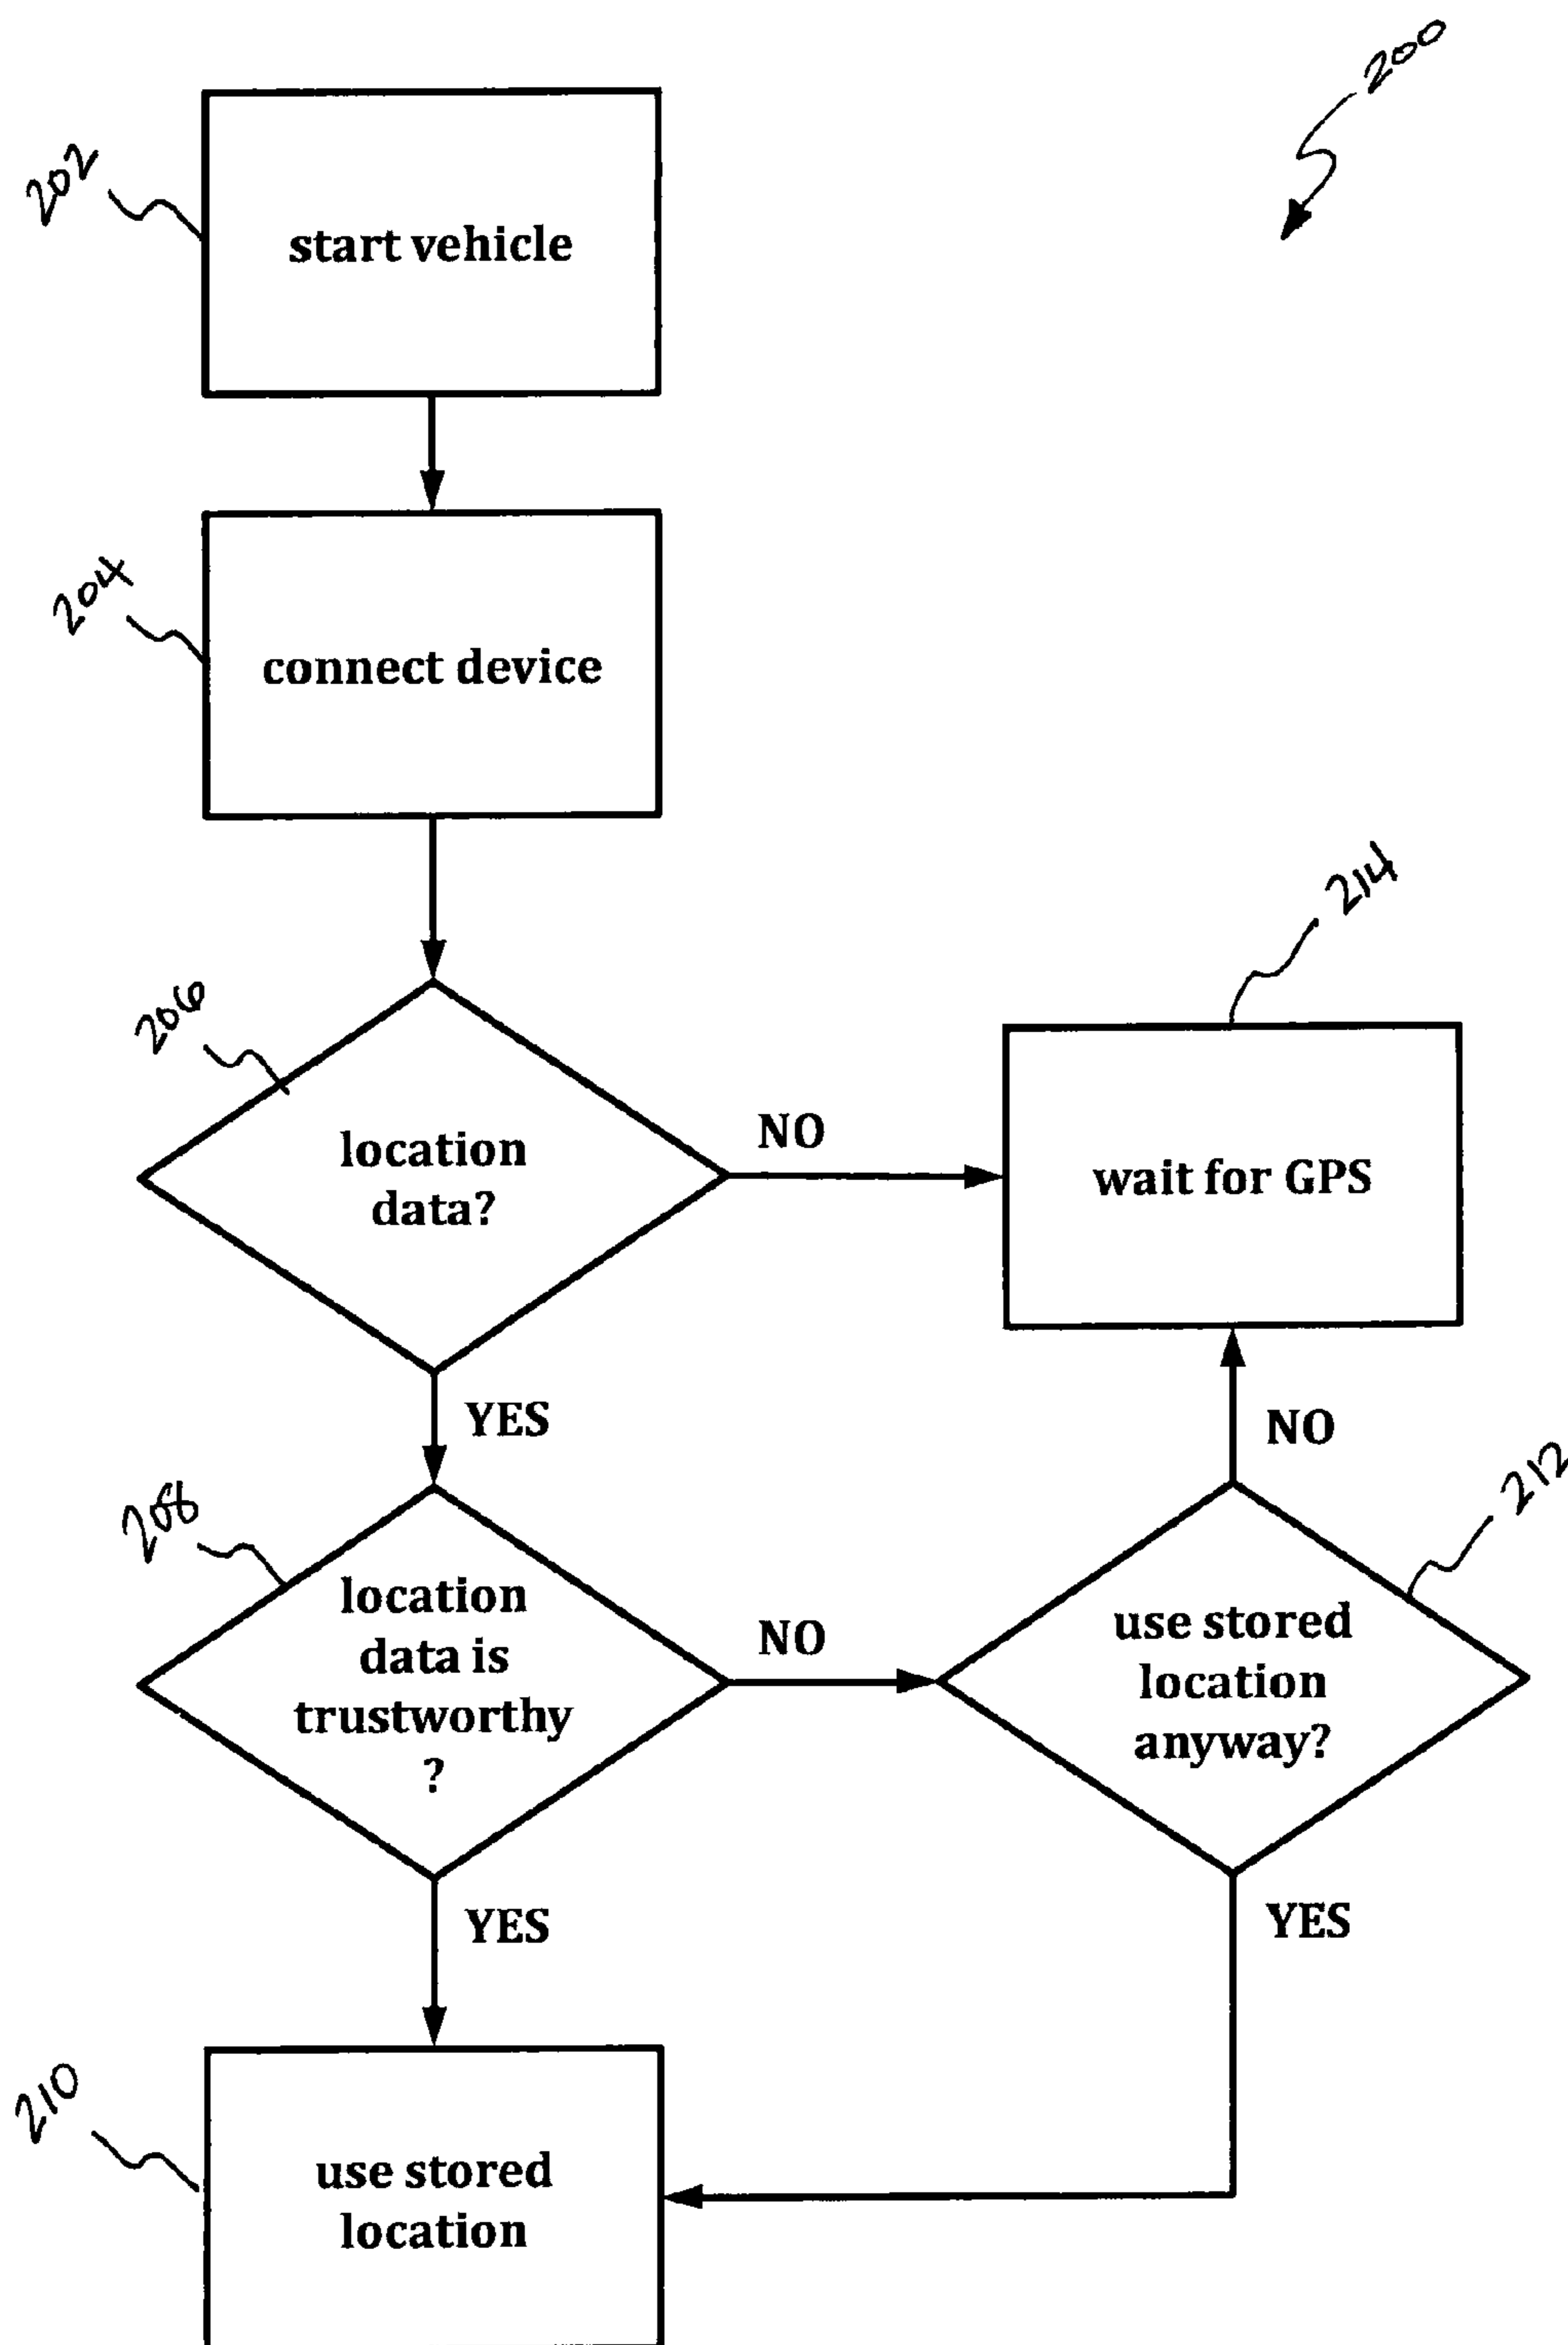 200
202
start vehicle
204
connect device
206
location
data?
NO
214
wait for GPS
YES
NO
208
location
data is
trustworthy
?
NO
212
use stored
location
anyway?
YES
YES
210
use stored
location